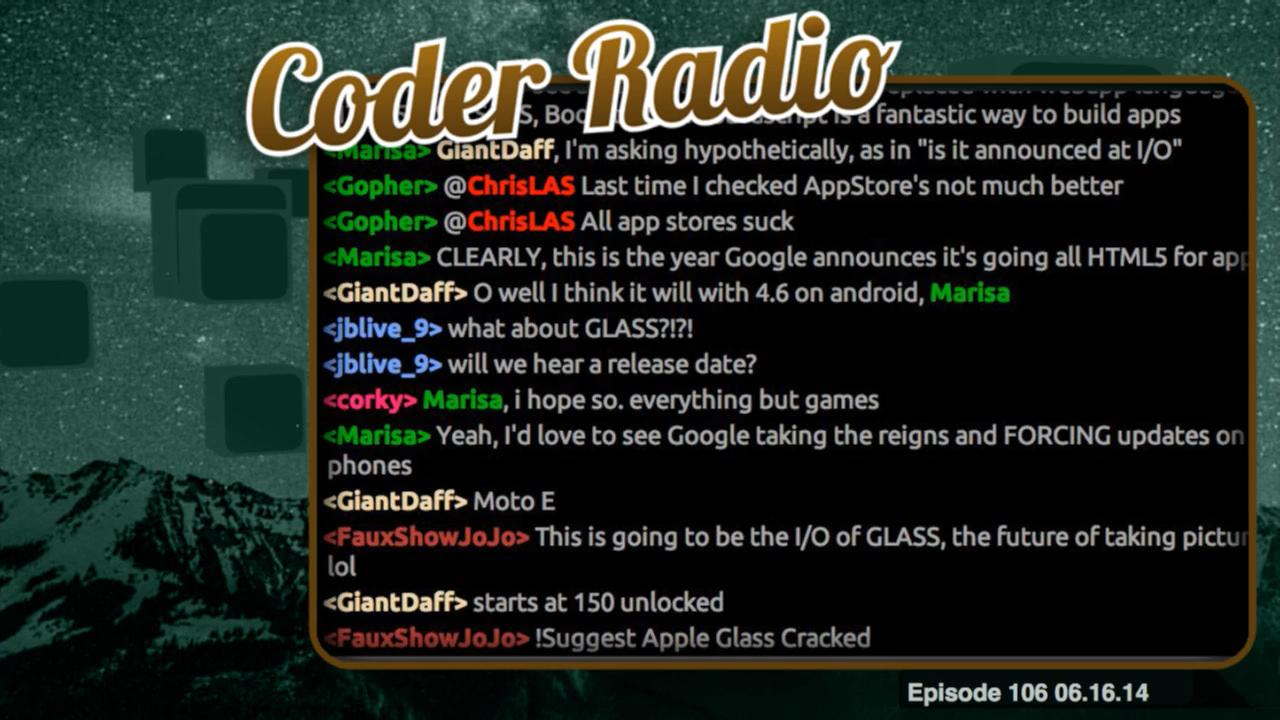 Coder Radio
S, Boo is a fantastic way to build apps
<Marisa> GiantDaff, I'm asking hypothetically, as in "is it announced at I/O"
<Gopher> @ChrisLAS Last time I checked AppStore's not much better
<Gopher> @ChrisLAS All app stores suck
<Marisa> CLEARLY, this is the year Google announces it's going all HTML5 for app
<GiantDaff> O well I think it will with 4.6 on android, Marisa
<jblive_9> what about GLASS?!?!
<jblive_9> will we hear a release date?
<corky> Marisa, i hope so. everything but games
<Marisa> Yeah, I'd love to see Google taking the reigns and FORCING updates on
phones
<GiantDaff> Moto E
<FauxShowJoJo> This is going to be the I/O of GLASS, the future of taking pictur
lol
<GiantDaff> starts at 150 unlocked
<FauxShowJoJo> !Suggest Apple Glass Cracked
Episode 106 06.16.14